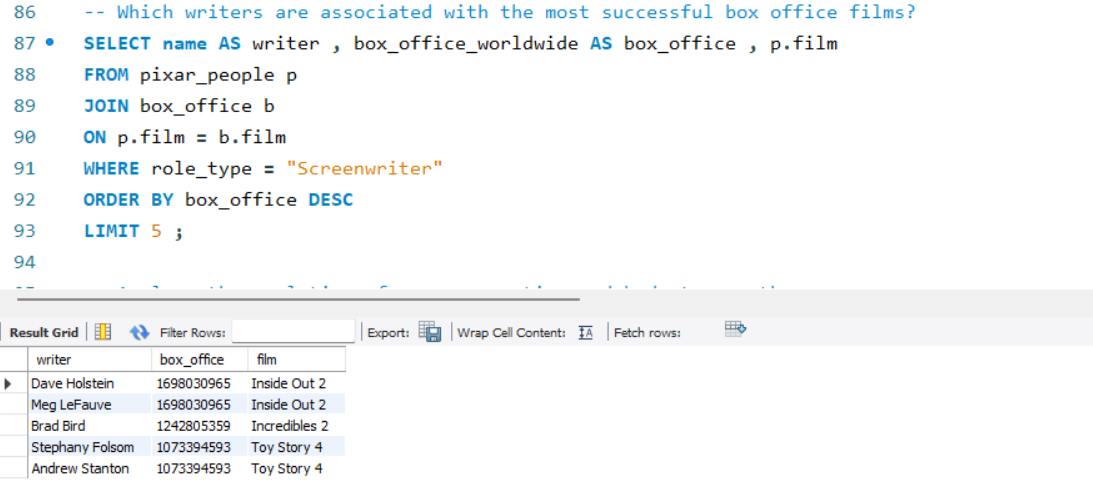 86 -- Which writers are associated with the most successful box office films?
87 SELECT name AS writer , box_office_worldwide AS box_office , p.film
88 FROM pixar_people p
89 JOIN box_office b
90 ON p.film = b.film
91 WHERE role_type = "Screenwriter"
92 ORDER BY box_office DESC
93 LIMIT 5 ;
94
Result Grid Filter Rows: Export: Wrap Cell Content: Fetch rows:
writer box_office film
Dave Holstein 1698030965 Inside Out 2
Meg LeFauve 1698030965 Inside Out 2
Brad Bird 1242805359 Incredibles 2
Stephany Folsom 1073394593 Toy Story 4
Andrew Stanton 1073394593 Toy Story 4